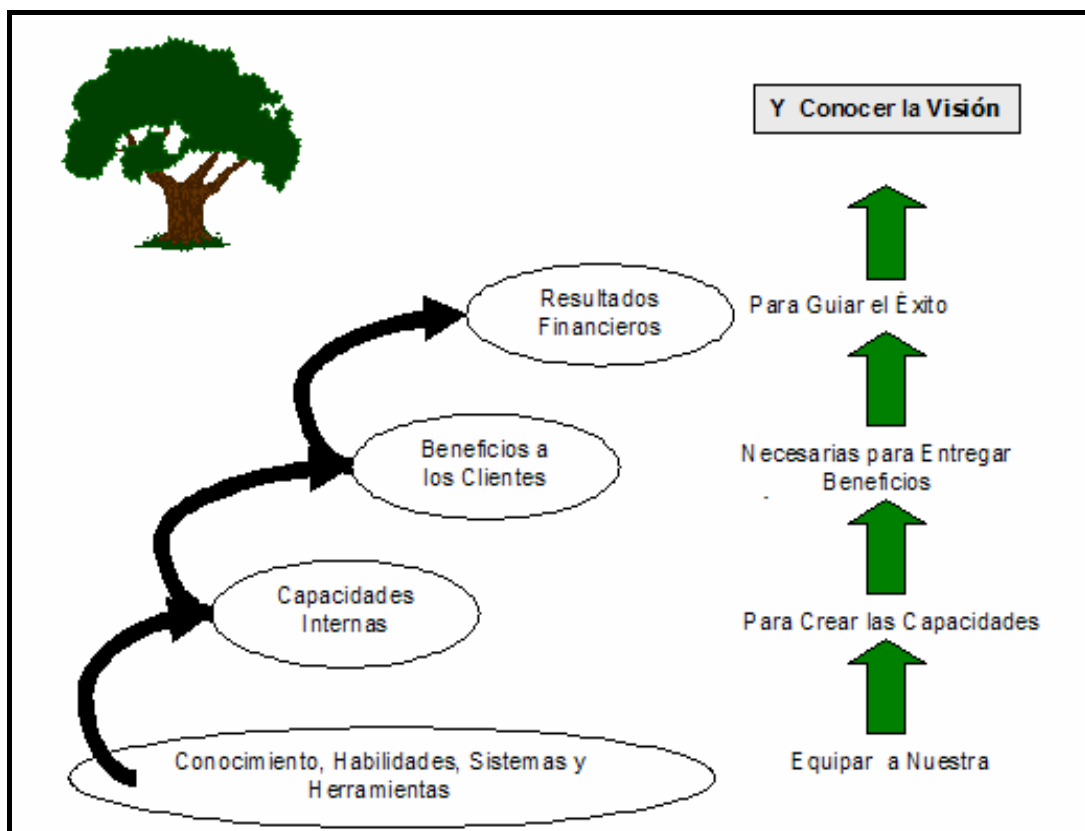 Y Conocer la Visión
Resultados
Financieros
Para Guiar el Éxito
Beneficios a
los Clientes
Necesarias para Entregar
Beneficios
Capacidades
Internas
Para Crear las Capacidades
Conocimiento, Habilidades, Sistemas y
Herramientas
Equipar a Nuestra